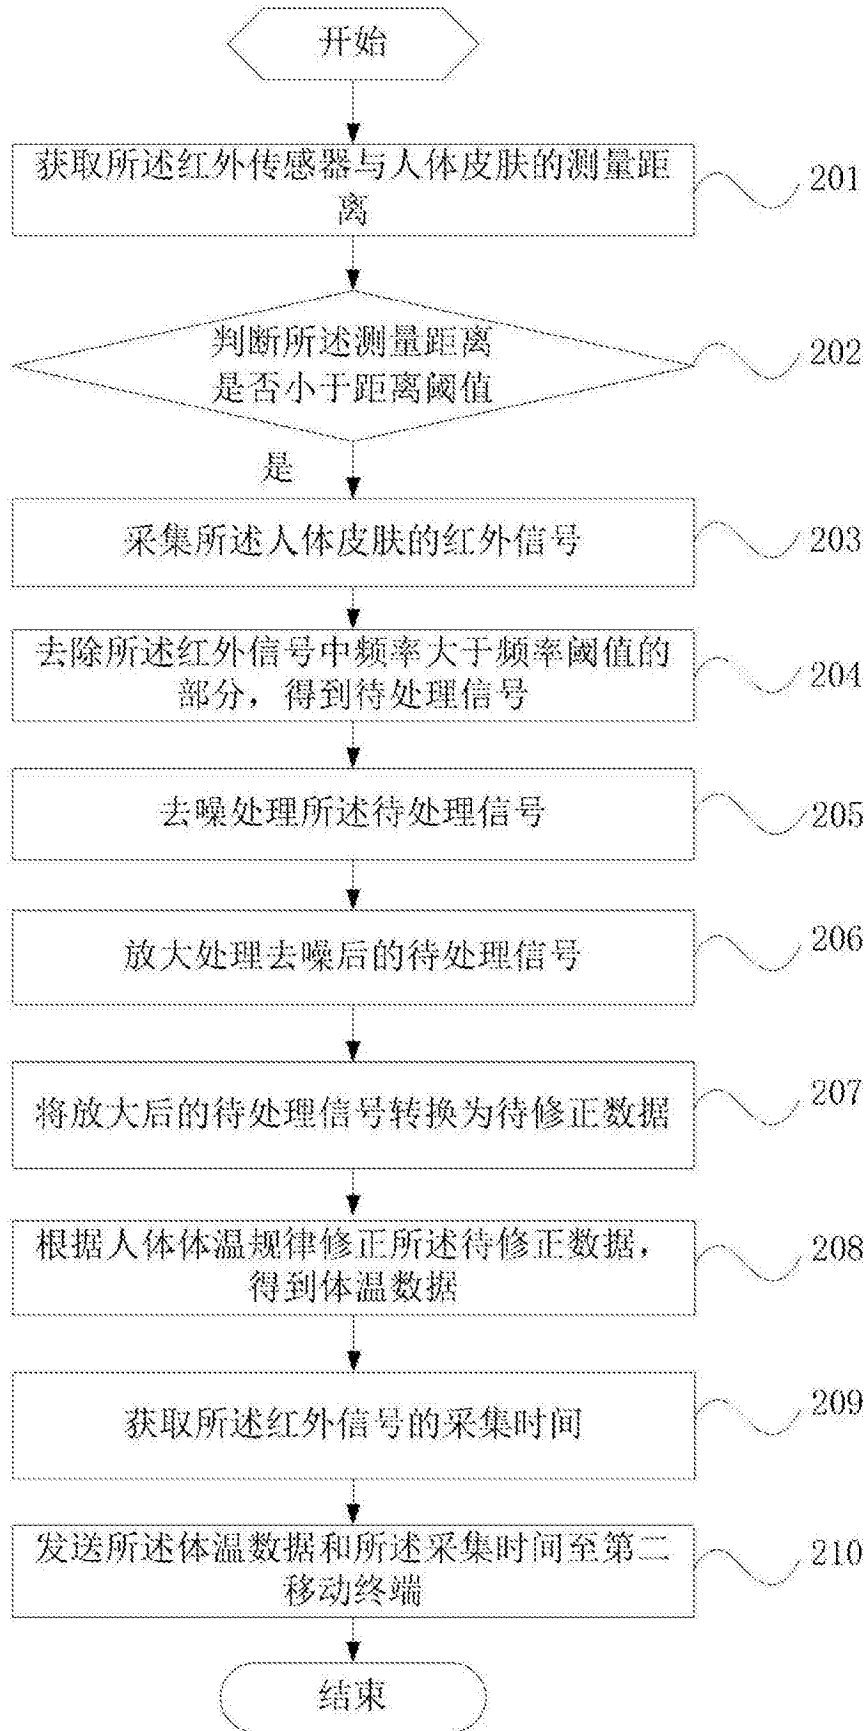 开始
获取所述红外传感器与人体皮肤的测量距
离
201
判断所述测量距离
是否小于距离阈值
202
是
采集所述人体皮肤的红外信号
203
去除所述红外信号中频率大于频率阈值的
部分，得到待处理信号
204
去噪处理所述待处理信号
205
放大处理去噪后的待处理信号
206
将放大后的待处理信号转换为待修正数据
207
根据人体体温规律修正所述待修正数据，
得到体温数据
208
获取所述红外信号的采集时间
209
发送所述体温数据和所述采集时间至第二
移动终端
210
结束